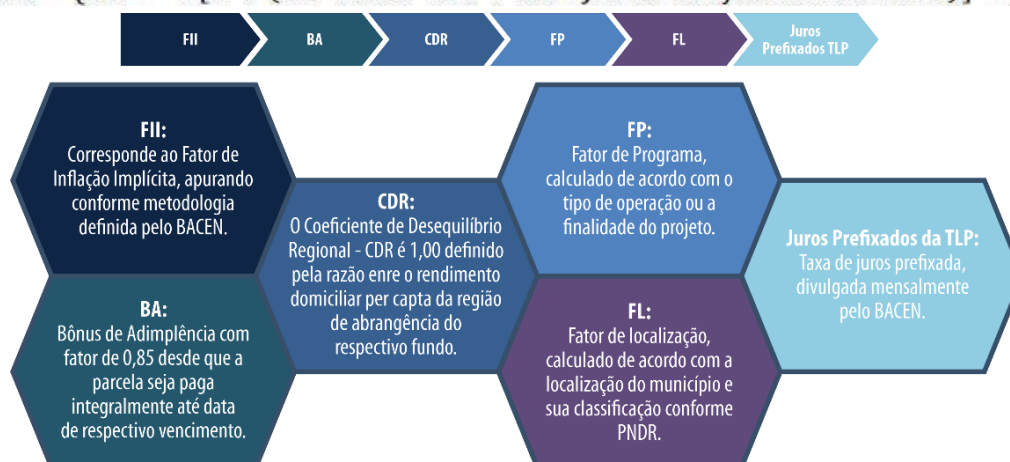 FII
BA
CDR
FP
FL
Juros
Prefixados TLP
FII:
Corresponde ao Fator de
Inflação Implícita, apurando
conforme metodologia
definida pelo BACEN.
BA:
Bônus de Adimplência com
fator de 0,85 desde que a
parcela seja paga
integralmente até data
de respectivo vencimento.
CDR:
O Coeficiente de Desequilíbrio
Regional - CDR é 1,00 definido
pela razão enre o rendimento
domiciliar per capta da região
de abrangência do
respectivo fundo.
FP:
Fator de Programa,
calculado de acordo com o
tipo de operação ou a
finalidade do projeto.
FL:
Fator de localização,
calculado de acordo com a
localização do município e
sua classificação conforme
PNDR.
Juros Prefixados da TLP:
Taxa de juros prefixada,
divulgada mensalmente
pelo BACEN.